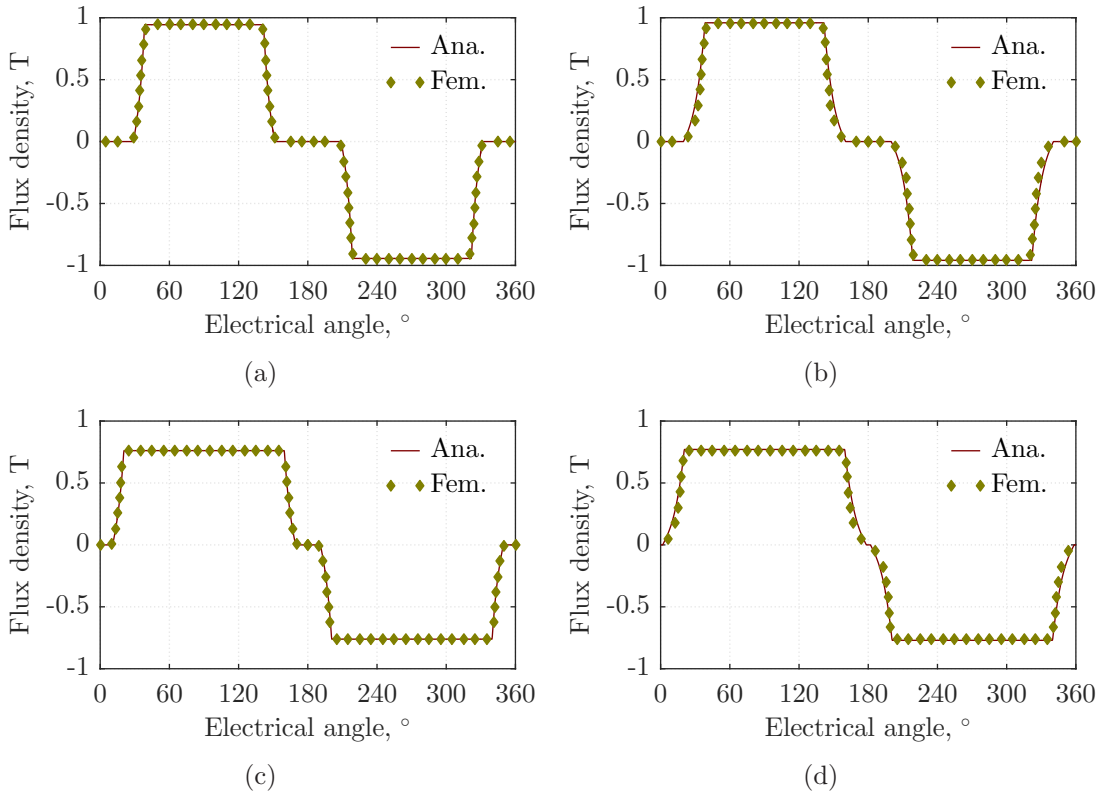 1
0.5
0
-0.5
-1
Flux density, T
Ana.
Fem.
0 60 120 180 240 300 360
Electrical angle, °
(a)
1
0.5
0
-0.5
-1
Flux density, T
Ana.
Fem.
0 60 120 180 240 300 360
Electrical angle, °
(b)
1
0.5
0
-0.5
-1
Flux density, T
Ana.
Fem.
0 60 120 180 240 300 360
Electrical angle, °
(c)
1
0.5
0
-0.5
-1
Flux density, T
Ana.
Fem.
0 60 120 180 240 300 360
Electrical angle, °
(d)